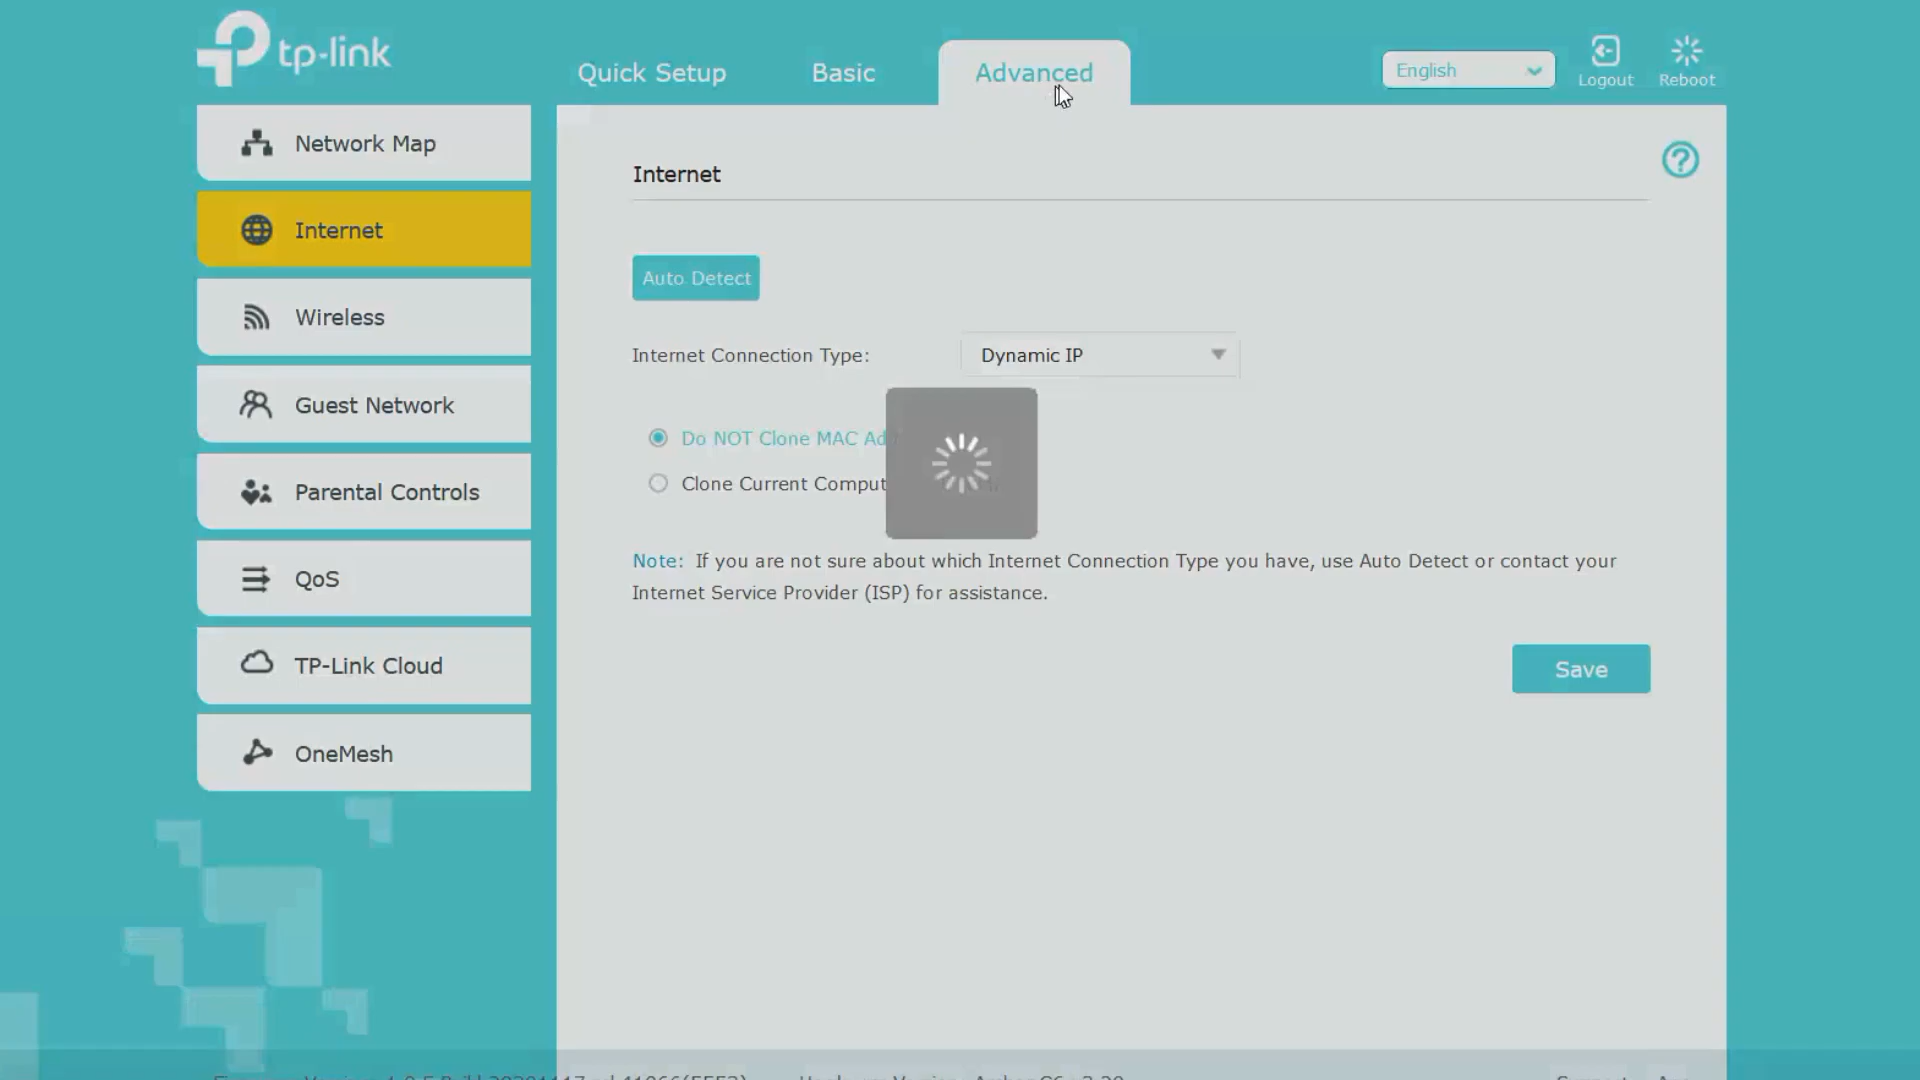 tp-link
Quick Setup
Basic
Advanced
English
Logout
Reboot
Network Map
Internet
Wireless
Guest Network
Parental Controls
QoS
TP-Link Cloud
OneMesh
Internet
Auto Detect
Internet Connection Type:
Dynamic IP
Do NOT Clone MAC
Clone Current
Note: If you are not sure about which Internet Connection Type you have, use Auto Detect or contact your
Internet Service Provider (ISP) for assistance.
Save